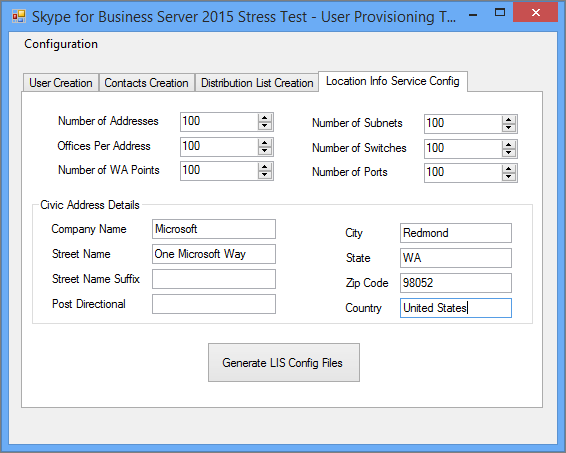 Skype for Business Server 2015 Stress Test - User Provisioning T...
Configuration
User Creation Contacts Creation Distribution List Creation Location Info Service Config
Number of Addresses 100 Number of Subnets 100
Offices Per Address 100 Number of Switches 100
Number of WA Points 100 Number of Ports 100
Civic Address Details
Company Name Microsoft City Redmond
Street Name One Microsoft Way State WA
Street Name Suffix Zip Code 98052
Post Directional Country United States
Generate LIS Config Files